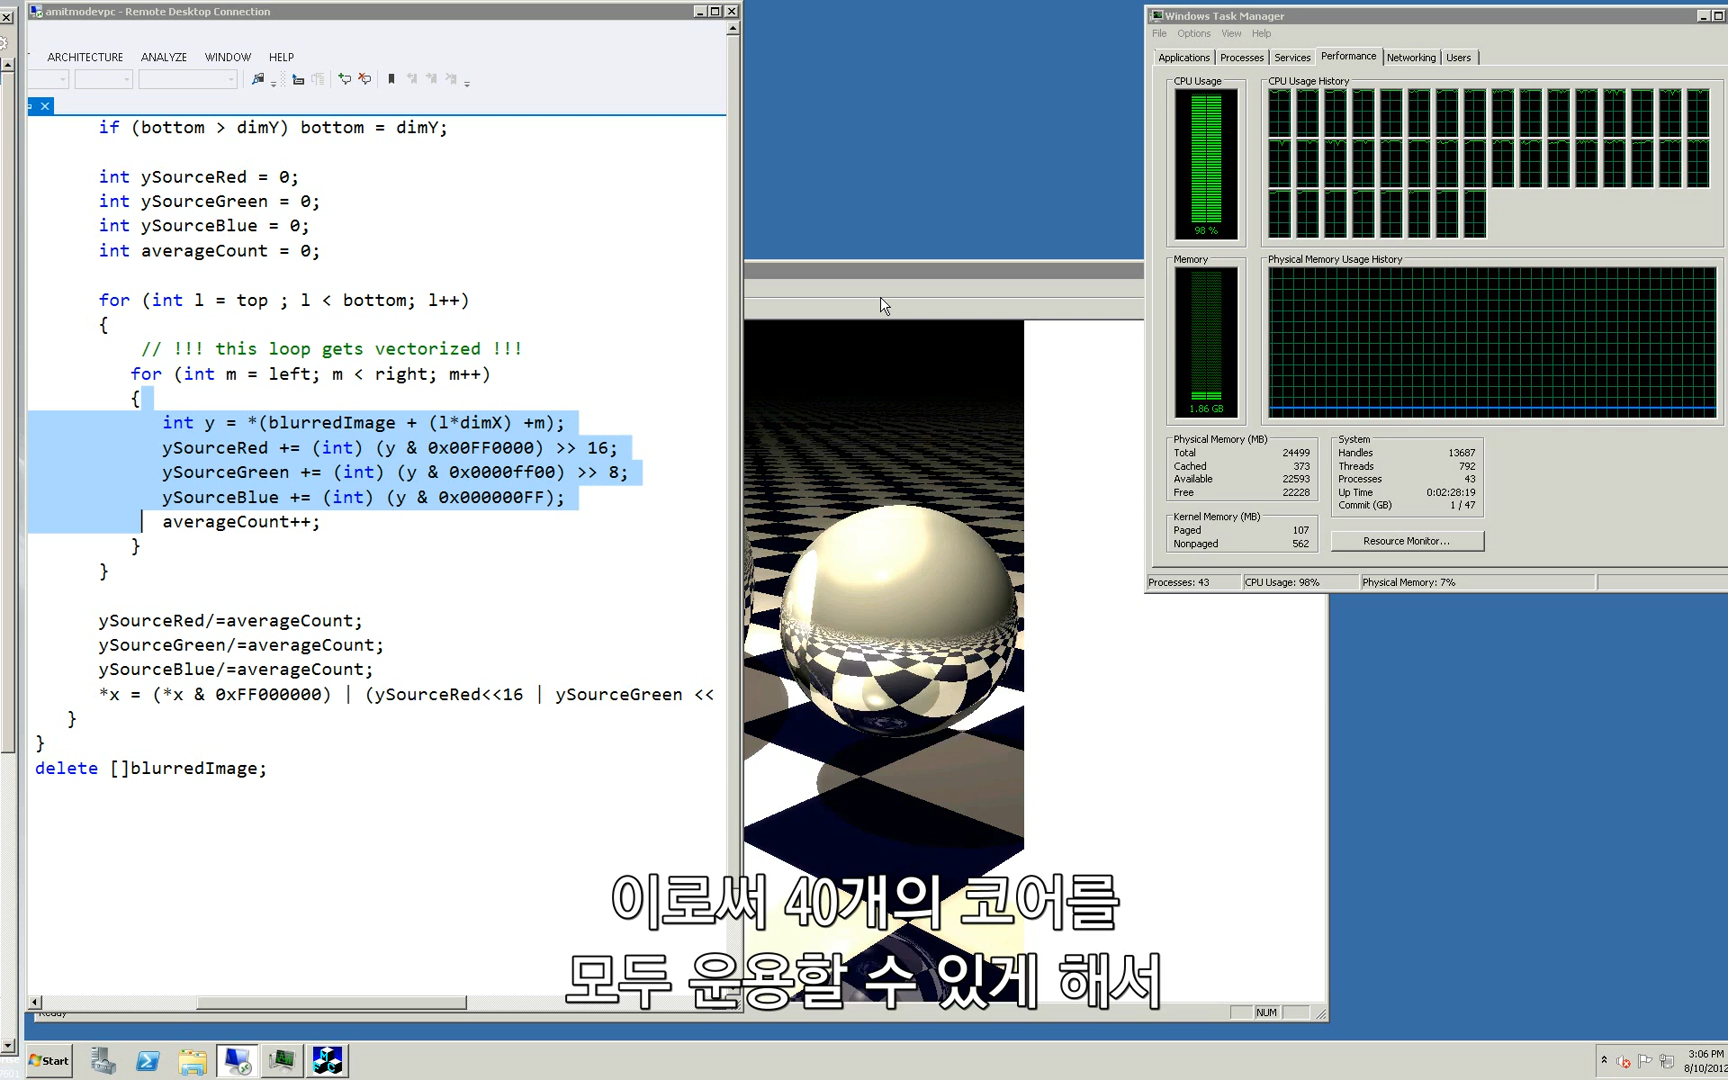 amitmodevpc - Remote Desktop Connection
ARCHITECTURE ANALYZE WINDOW HELP
if (bottom > dimY) bottom = dimY;
int ySourceRed = 0;
int ySourceGreen = 0;
int ySourceBlue = 0;
int averageCount = 0;
for (int l = top ; l < bottom; l++)
{
// !!! this loop gets vectorized !!!
for (int m = left; m < right; m++)
{
int y = *(blurredImage + (l*dimX) +m);
ySourceRed += (int) (y & 0x00FF0000) >> 16;
ySourceGreen += (int) (y & 0x0000ff00) >> 8;
ySourceBlue += (int) (y & 0x000000FF);
averageCount++;
}
}
ySourceRed/=averageCount;
ySourceGreen/=averageCount;
ySourceBlue/=averageCount;
*x = (*x & 0xFF000000) | (ySourceRed<<16 | ySourceGreen <<
}
}
delete []blurredImage;
Windows Task Manager
File Options View Help
Applications Processes Services Performance Networking Users
CPU Usage CPU Usage History
98 %
Memory Physical Memory Usage History
1.86 GB
Physical Memory (MB)
Total 24499
Cached 373
Available 22593
Free 22228
System
Handles 13687
Threads 792
Processes 43
Up Time 0:02:28:19
Commit (GB) 1 / 47
Kernel Memory (MB)
Paged 107
Nonpaged 562
Resource Monitor...
Processes: 43 CPU Usage: 98% Physical Memory: 7%
이로써 40개의 코어를
모두 운용할 수 있게 해서
Ready NUM
Start
3:06 PM
8/10/2012